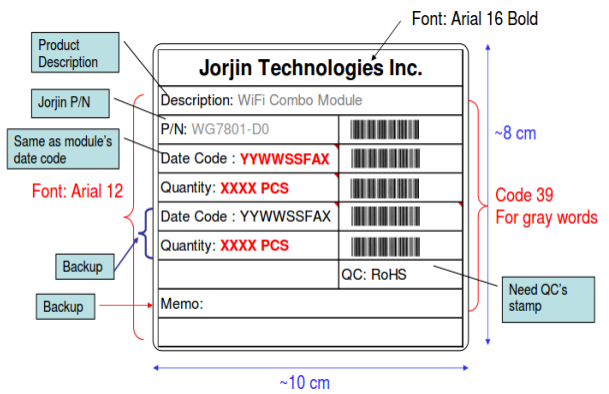 Font: Arial 16 Bold
Product
Description
Jorjin Technologies Inc.
Description: WiFi Combo Module
Jorjin P/N
P/N: WG7801-D0
~8 cm
Same as module's
date code
Date Code : YYWWSSFAX
Font: Arial 12
Quantity: XXXX PCS
Code 39
For gray words
Date Code : YYWWSSFAX
Quantity: XXXX PCS
Backup
QC: RoHS
Need QC's
stamp
Backup
Memo:
~10 cm